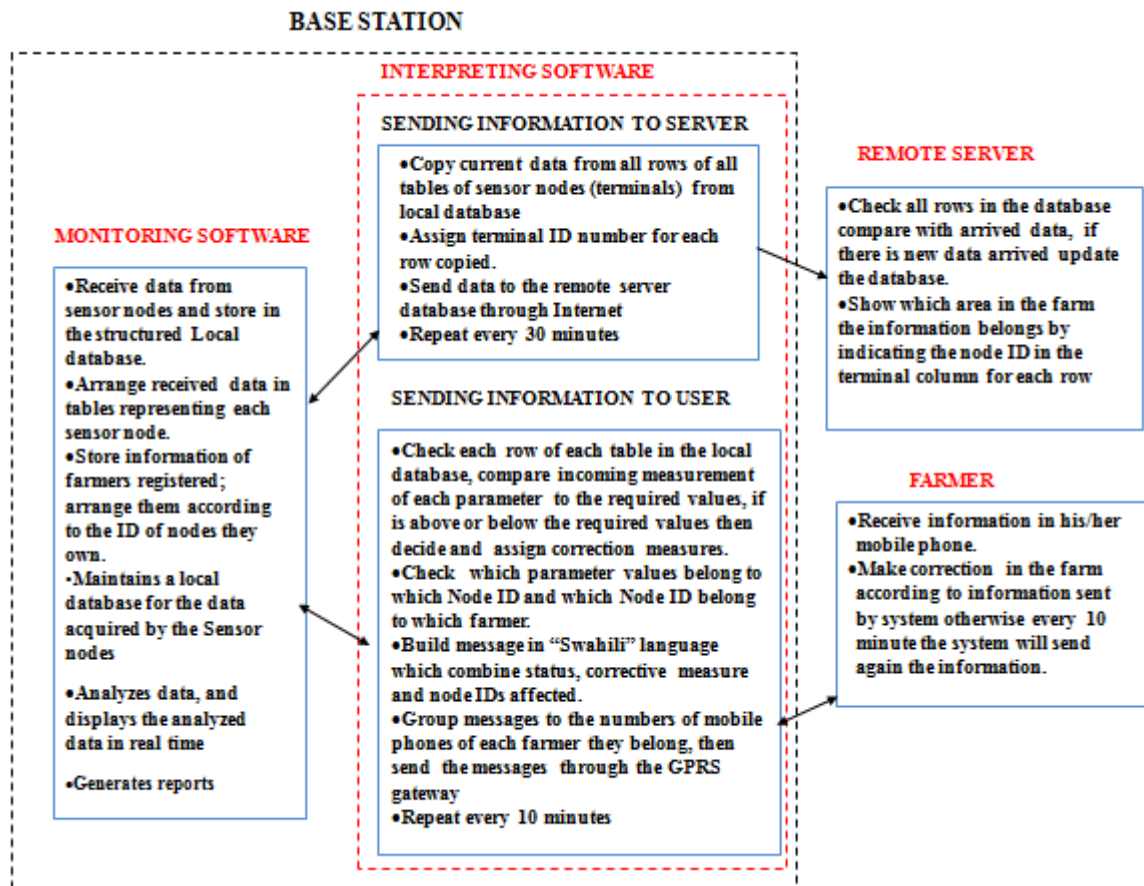 BASE STATION
INTERPRETING SOFTWARE
SENDING INFORMATION TO SERVER
•Copy current data from all rows of all
tables of sensor nodes (terminals) from
local database
•Assign terminal ID number for each
row copied.
•Send data to the remote server
database through Internet
•Repeat every 30 minutes
REMOTE SERVER
•Check all rows in the database
compare with arrived data, if
there is new data arrived update
the database.
•Show which area in the farm
the information belongs by
indicating the node ID in the
terminal column for each row
MONITORING SOFTWARE
•Receive data from
sensor nodes and store in
the structured Local
database.
•Arrange received data in
tables representing each
sensor node.
•Store information of
farmers registered;
arrange them according
to the ID of nodes they
own.
•Maintains a local
database for the data
acquired by the Sensor
nodes
•Analyzes data, and
displays the analyzed
data in real time
•Generates reports
SENDING INFORMATION TO USER
•Check each row of each table in the local
database, compare incoming measurement
of each parameter to the required values, if
is above or below the required values then
decide and assign correction measures.
•Check which parameter values belong to
which Node ID and which Node ID belong
to which farmer.
•Build message in “Swahili” language
which combine status, corrective measure
and node IDs affected.
•Group messages to the numbers of mobile
phones of each farmer they belong, then
send the messages through the GPRS
gateway
•Repeat every 10 minutes
FARMER
•Receive information in his/her
mobile phone.
•Make correction in the farm
according to information sent
by system otherwise every 10
minute the system will send
again the information.